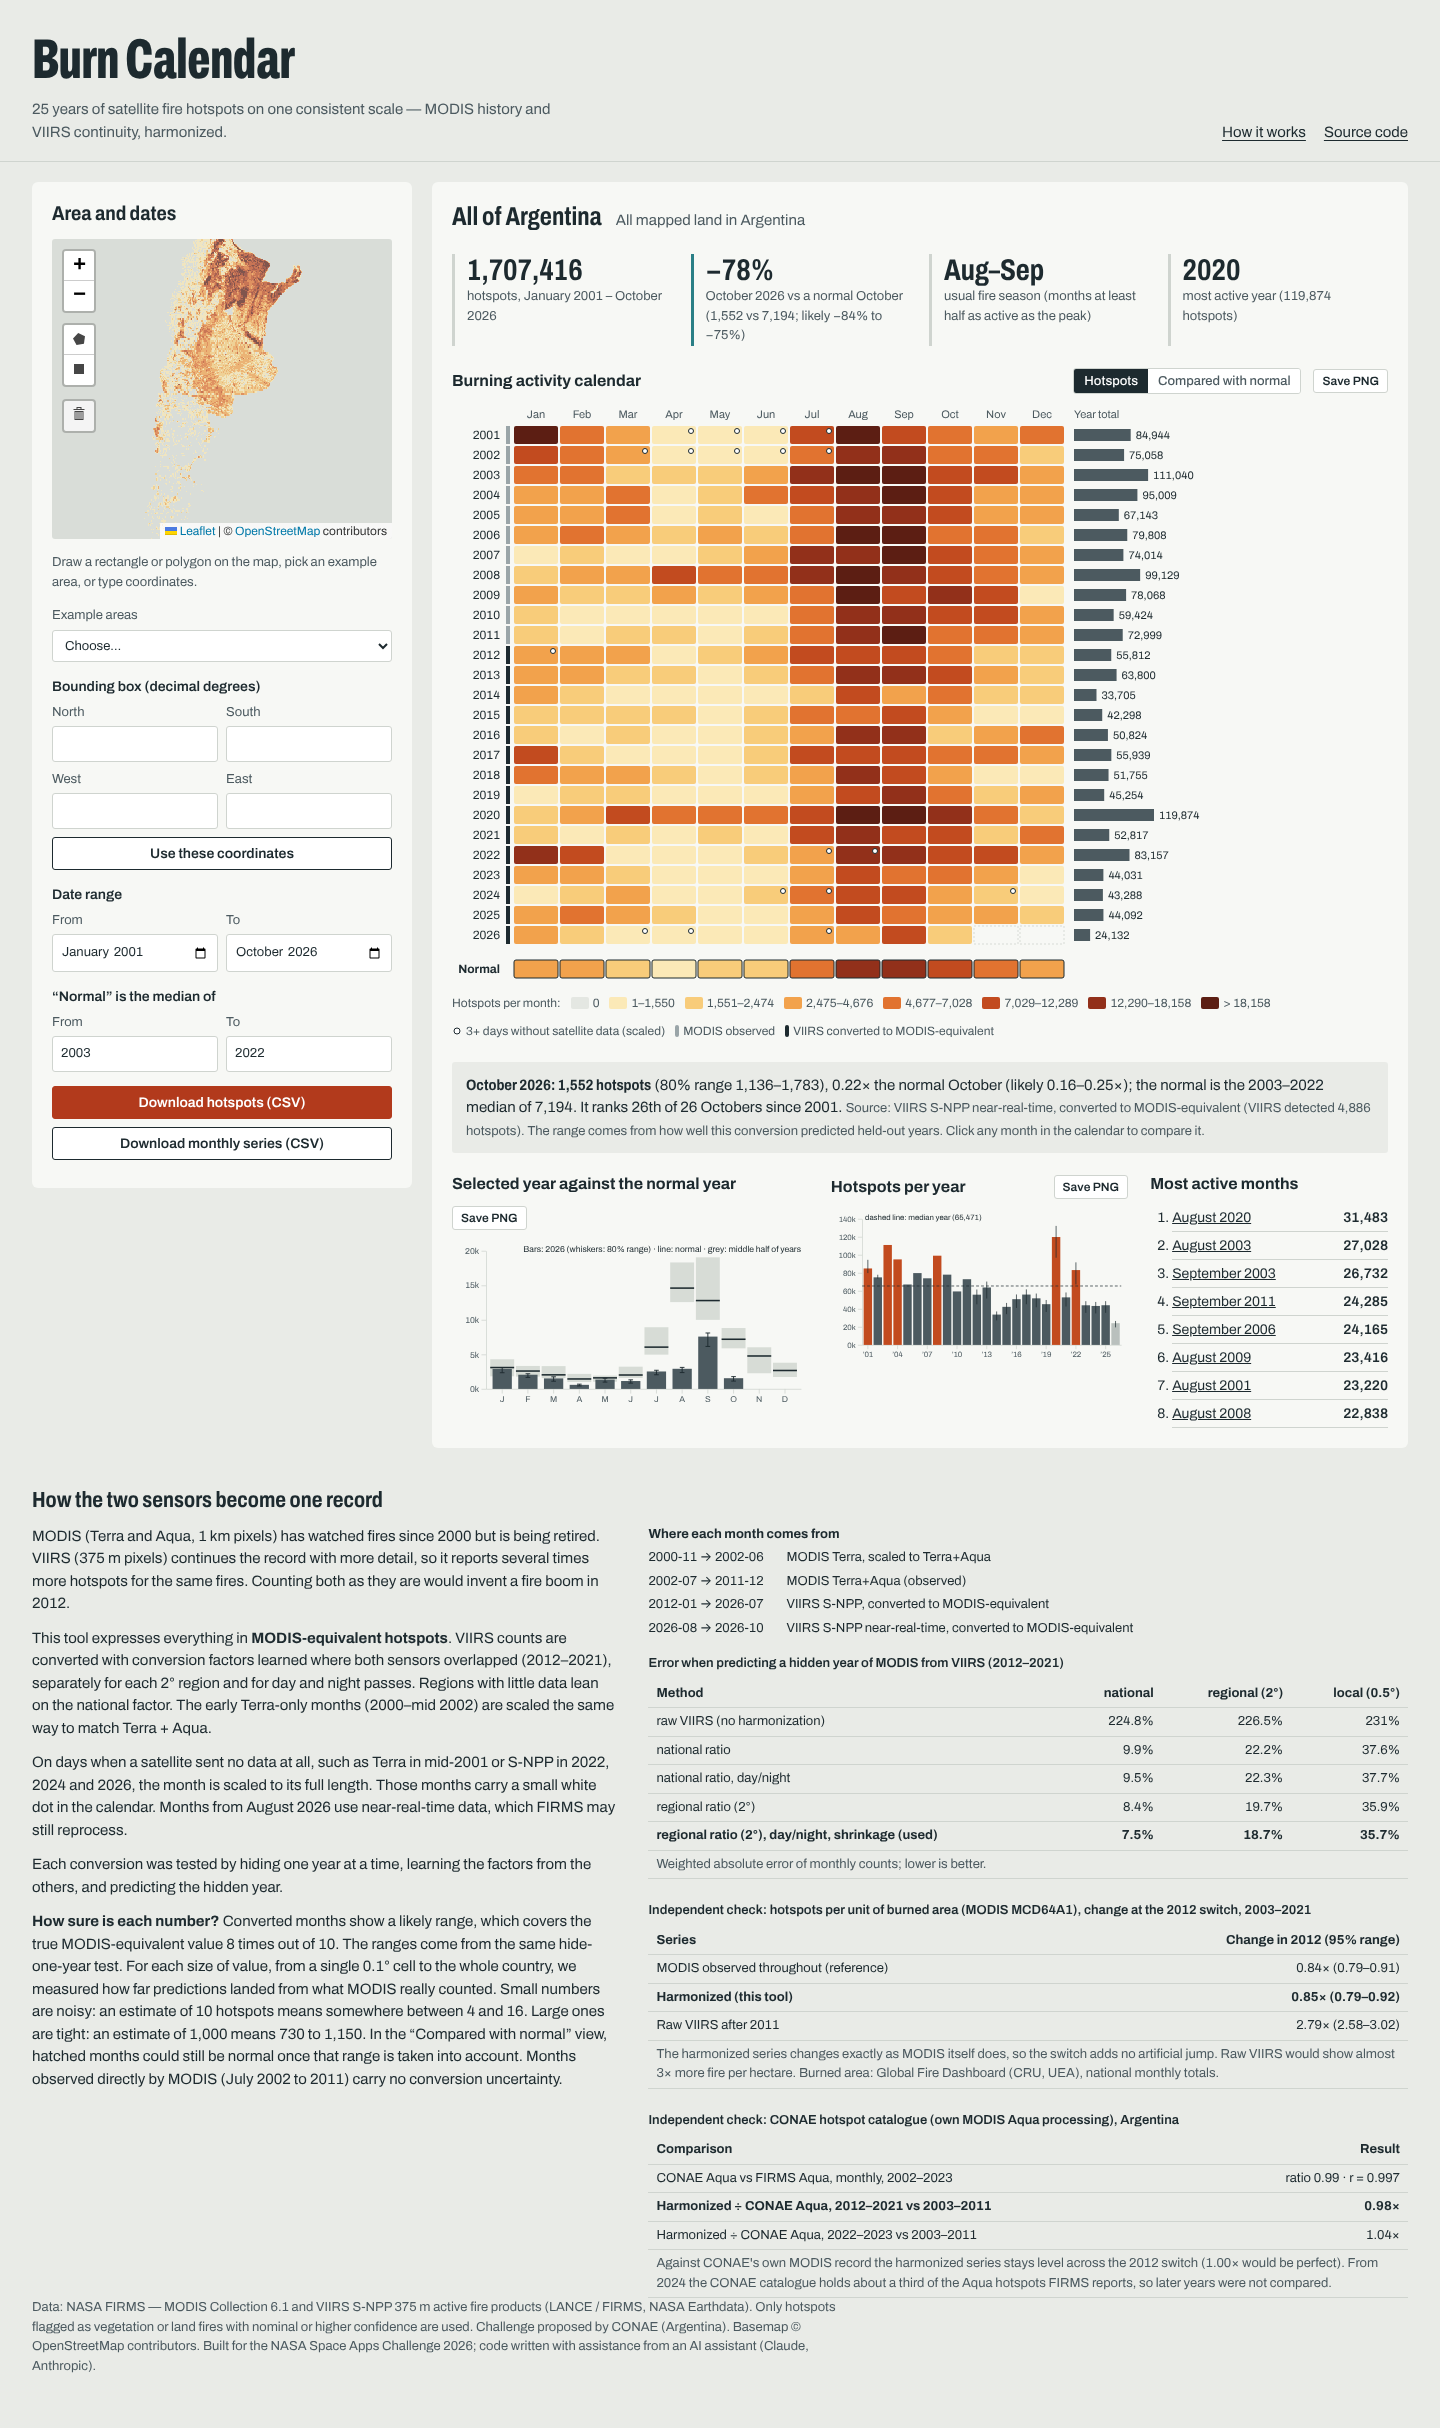 Burn Calendar
25 years of satellite fire hotspots on one consistent scale — MODIS history and
VIIRS continuity, harmonized.
How it works Source code
Area and dates
+
−
Leaflet | © OpenStreetMap contributors
Draw a rectangle or polygon on the map, pick an example
area, or type coordinates.
Example areas
Choose...
Bounding box (decimal degrees)
North South
West East
Use these coordinates
Date range
From To
January 2001 October 2026
“Normal” is the median of
From To
2003 2022
Download hotspots (CSV)
Download monthly series (CSV)
All of Argentina All mapped land in Argentina
1,707,416
hotspots, January 2001 – October
2026
−78%
October 2026 vs a normal October
(1,552 vs 7,194; likely −84% to
−75%)
Aug–Sep
usual fire season (months at least
half as active as the peak)
2020
most active year (119,874
hotspots)
Burning activity calendar
Hotspots Compared with normal Save PNG
Jan Feb Mar Apr May Jun Jul Aug Sep Oct Nov Dec Year total
2001 84,944
2002 75,058
2003 111,040
2004 95,009
2005 67,143
2006 79,808
2007 74,014
2008 99,129
2009 78,068
2010 59,424
2011 72,999
2012 55,812
2013 63,800
2014 33,705
2015 42,298
2016 50,824
2017 55,939
2018 51,755
2019 45,254
2020 119,874
2021 52,817
2022 83,157
2023 44,031
2024 43,288
2025 44,092
2026 24,132
Normal
Hotspots per month: 0 1–1,550 1,551–2,474 2,475–4,676 4,677–7,028 7,029–12,289 12,290–18,158 > 18,158
3+ days without satellite data (scaled) MODIS observed VIIRS converted to MODIS-equivalent
October 2026: 1,552 hotspots (80% range 1,136–1,783), 0.22× the normal October (likely 0.16–0.25×); the normal is the 2003–2022
median of 7,194. It ranks 26th of 26 Octobers since 2001. Source: VIIRS S-NPP near-real-time, converted to MODIS-equivalent (VIIRS detected 4,886
hotspots). The range comes from how well this conversion predicted held-out years. Click any month in the calendar to compare it.
Selected year against the normal year
Save PNG
Bars: 2026 (whiskers: 80% range) · line: normal · grey: middle half of years
20k
15k
10k
5k
0k
J F M A M J J A S O N D
Hotspots per year
Save PNG
dashed line: median year (65,471)
140k
120k
100k
80k
60k
40k
20k
0k
'01 '04 '07 '10 '13 '16 '19 '22 '25
Most active months
1. August 2020 31,483
2. August 2003 27,028
3. September 2003 26,732
4. September 2011 24,285
5. September 2006 24,165
6. August 2009 23,416
7. August 2001 23,220
8. August 2008 22,838
How the two sensors become one record
MODIS (Terra and Aqua, 1 km pixels) has watched fires since 2000 but is being retired.
VIIRS (375 m pixels) continues the record with more detail, so it reports several times
more hotspots for the same fires. Counting both as they are would invent a fire boom in
2012.
This tool expresses everything in MODIS-equivalent hotspots. VIIRS counts are
converted with conversion factors learned where both sensors overlapped (2012–2021),
separately for each 2° region and for day and night passes. Regions with little data lean
on the national factor. The early Terra-only months (2000–mid 2002) are scaled the same
way to match Terra + Aqua.
On days when a satellite sent no data at all, such as Terra in mid-2001 or S-NPP in 2022,
2024 and 2026, the month is scaled to its full length. Those months carry a small white
dot in the calendar. Months from August 2026 use near-real-time data, which FIRMS may
still reprocess.
Each conversion was tested by hiding one year at a time, learning the factors from the
others, and predicting the hidden year.
How sure is each number? Converted months show a likely range, which covers the
true MODIS-equivalent value 8 times out of 10. The ranges come from the same hide-
one-year test. For each size of value, from a single 0.1° cell to the whole country, we
measured how far predictions landed from what MODIS really counted. Small numbers
are noisy: an estimate of 10 hotspots means somewhere between 4 and 16. Large ones
are tight: an estimate of 1,000 means 730 to 1,150. In the “Compared with normal” view,
hatched months could still be normal once that range is taken into account. Months
observed directly by MODIS (July 2002 to 2011) carry no conversion uncertainty.
Where each month comes from
2000-11 → 2002-06 MODIS Terra, scaled to Terra+Aqua
2002-07 → 2011-12 MODIS Terra+Aqua (observed)
2012-01 → 2026-07 VIIRS S-NPP, converted to MODIS-equivalent
2026-08 → 2026-10 VIIRS S-NPP near-real-time, converted to MODIS-equivalent
Error when predicting a hidden year of MODIS from VIIRS (2012–2021)
Method national regional (2°) local (0.5°)
raw VIIRS (no harmonization) 224.8% 226.5% 231%
national ratio 9.9% 22.2% 37.6%
national ratio, day/night 9.5% 22.3% 37.7%
regional ratio (2°) 8.4% 19.7% 35.9%
regional ratio (2°), day/night, shrinkage (used) 7.5% 18.7% 35.7%
Weighted absolute error of monthly counts; lower is better.
Independent check: hotspots per unit of burned area (MODIS MCD64A1), change at the 2012 switch, 2003–2021
Series Change in 2012 (95% range)
MODIS observed throughout (reference) 0.84× (0.79–0.91)
Harmonized (this tool) 0.85× (0.79–0.92)
Raw VIIRS after 2011 2.79× (2.58–3.02)
The harmonized series changes exactly as MODIS itself does, so the switch adds no artificial jump. Raw VIIRS would show almost
3× more fire per hectare. Burned area: Global Fire Dashboard (CRU, UEA), national monthly totals.
Independent check: CONAE hotspot catalogue (own MODIS Aqua processing), Argentina
Comparison Result
CONAE Aqua vs FIRMS Aqua, monthly, 2002–2023 ratio 0.99 · r = 0.997
Harmonized ÷ CONAE Aqua, 2012–2021 vs 2003–2011 0.98×
Harmonized ÷ CONAE Aqua, 2022–2023 vs 2003–2011 1.04×
Against CONAE's own MODIS record the harmonized series stays level across the 2012 switch (1.00× would be perfect). From
2024 the CONAE catalogue holds about a third of the Aqua hotspots FIRMS reports, so later years were not compared.
Data: NASA FIRMS — MODIS Collection 6.1 and VIIRS S-NPP 375 m active fire products (LANCE / FIRMS, NASA Earthdata). Only hotspots
flagged as vegetation or land fires with nominal or higher confidence are used. Challenge proposed by CONAE (Argentina). Basemap ©
OpenStreetMap contributors. Built for the NASA Space Apps Challenge 2026; code written with assistance from an AI assistant (Claude,
Anthropic).